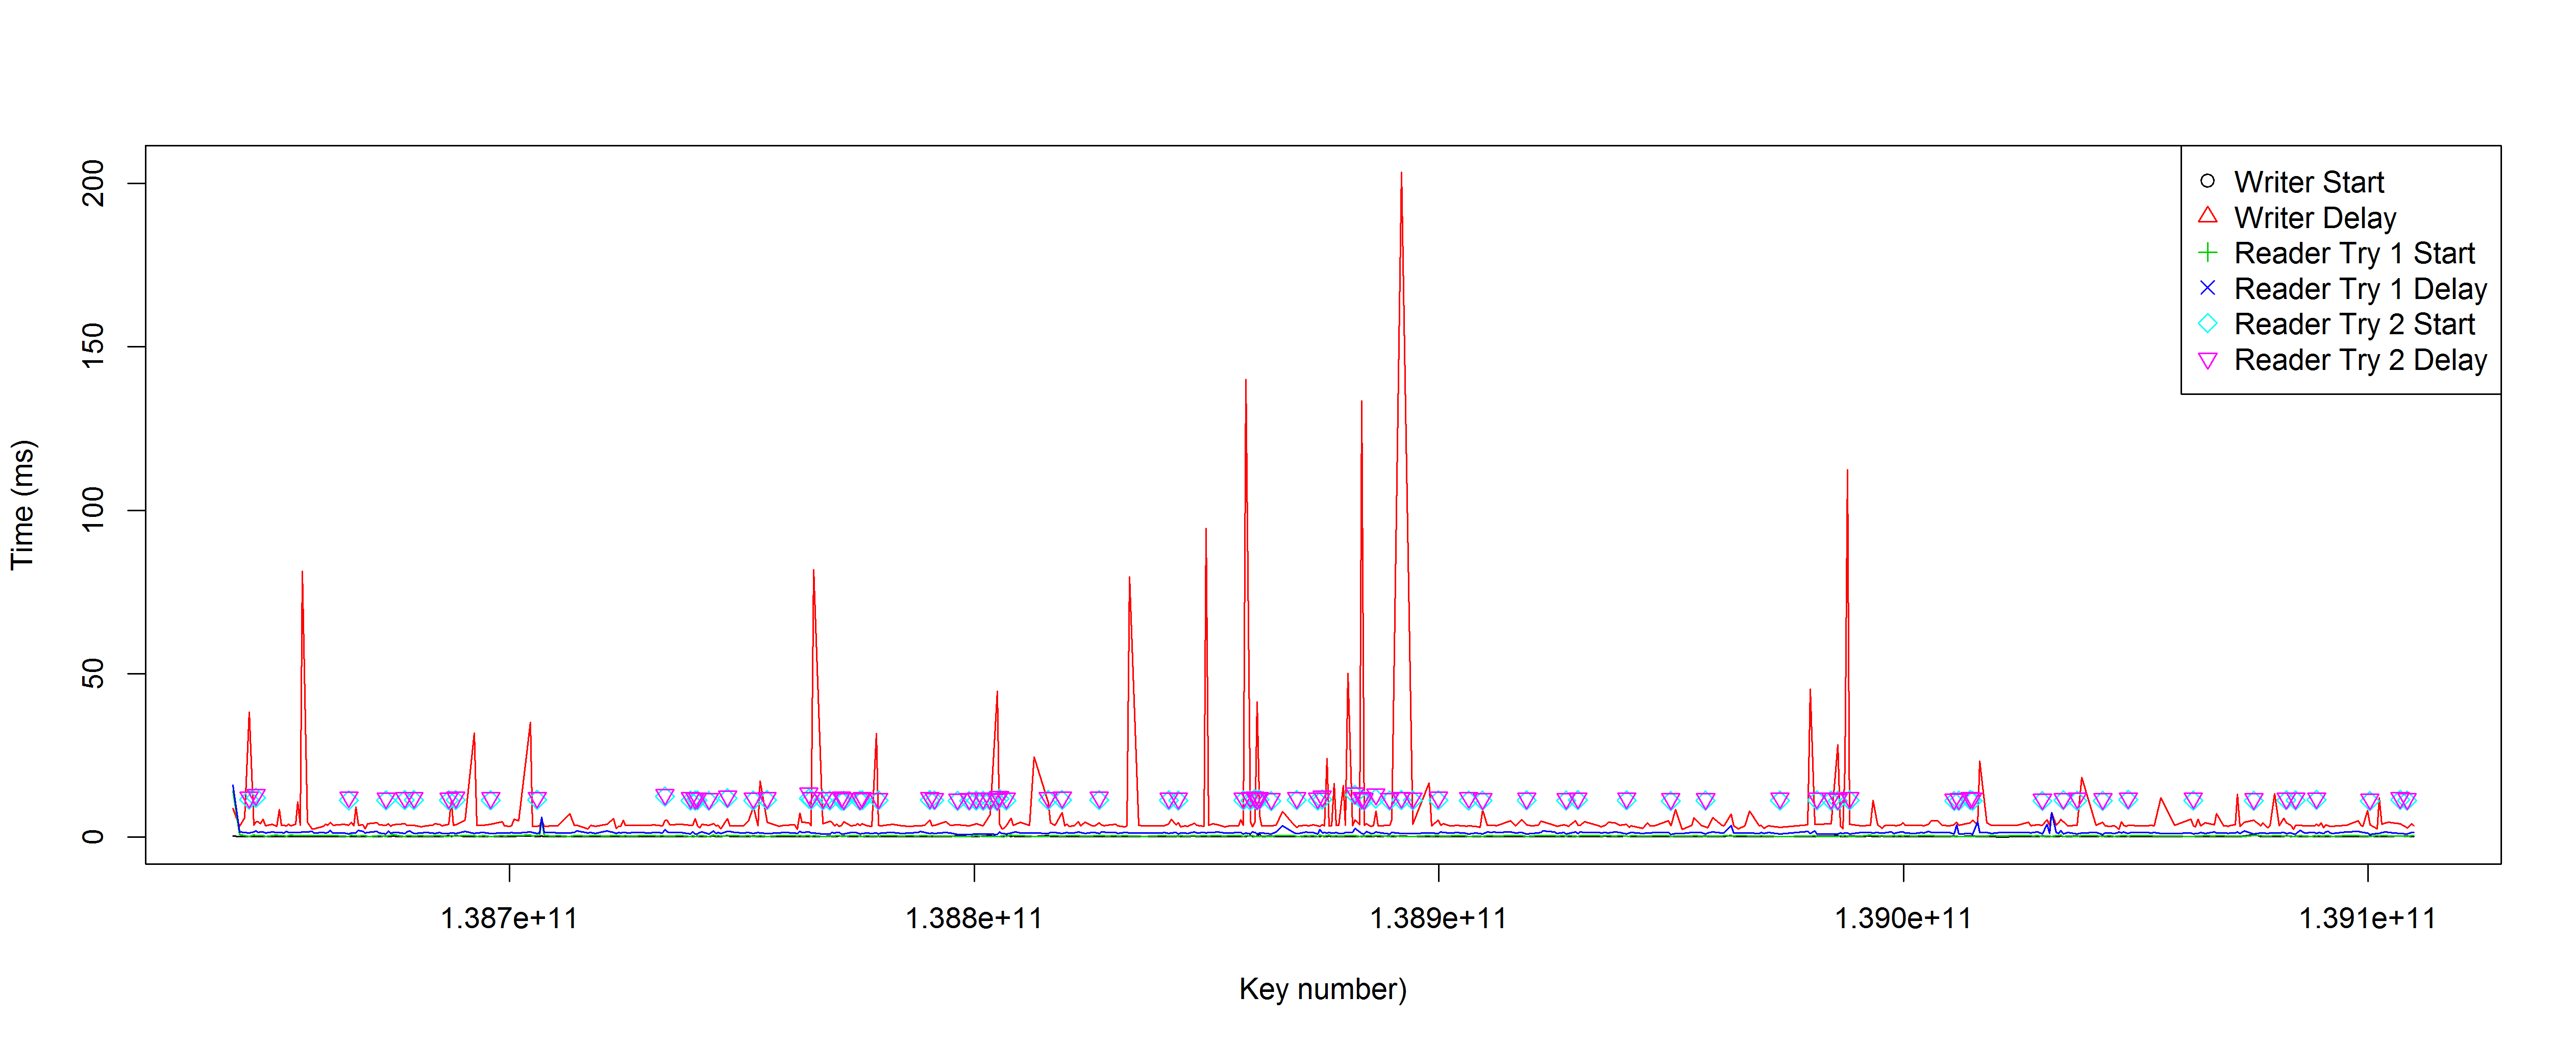 200
150
100
50
0
Time (ms)
Writer Start
Writer Delay
Reader Try 1 Start
Reader Try 1 Delay
Reader Try 2 Start
Reader Try 2 Delay
1.387e+11 1.388e+11 1.389e+11 1.390e+11 1.391e+11
Key number)